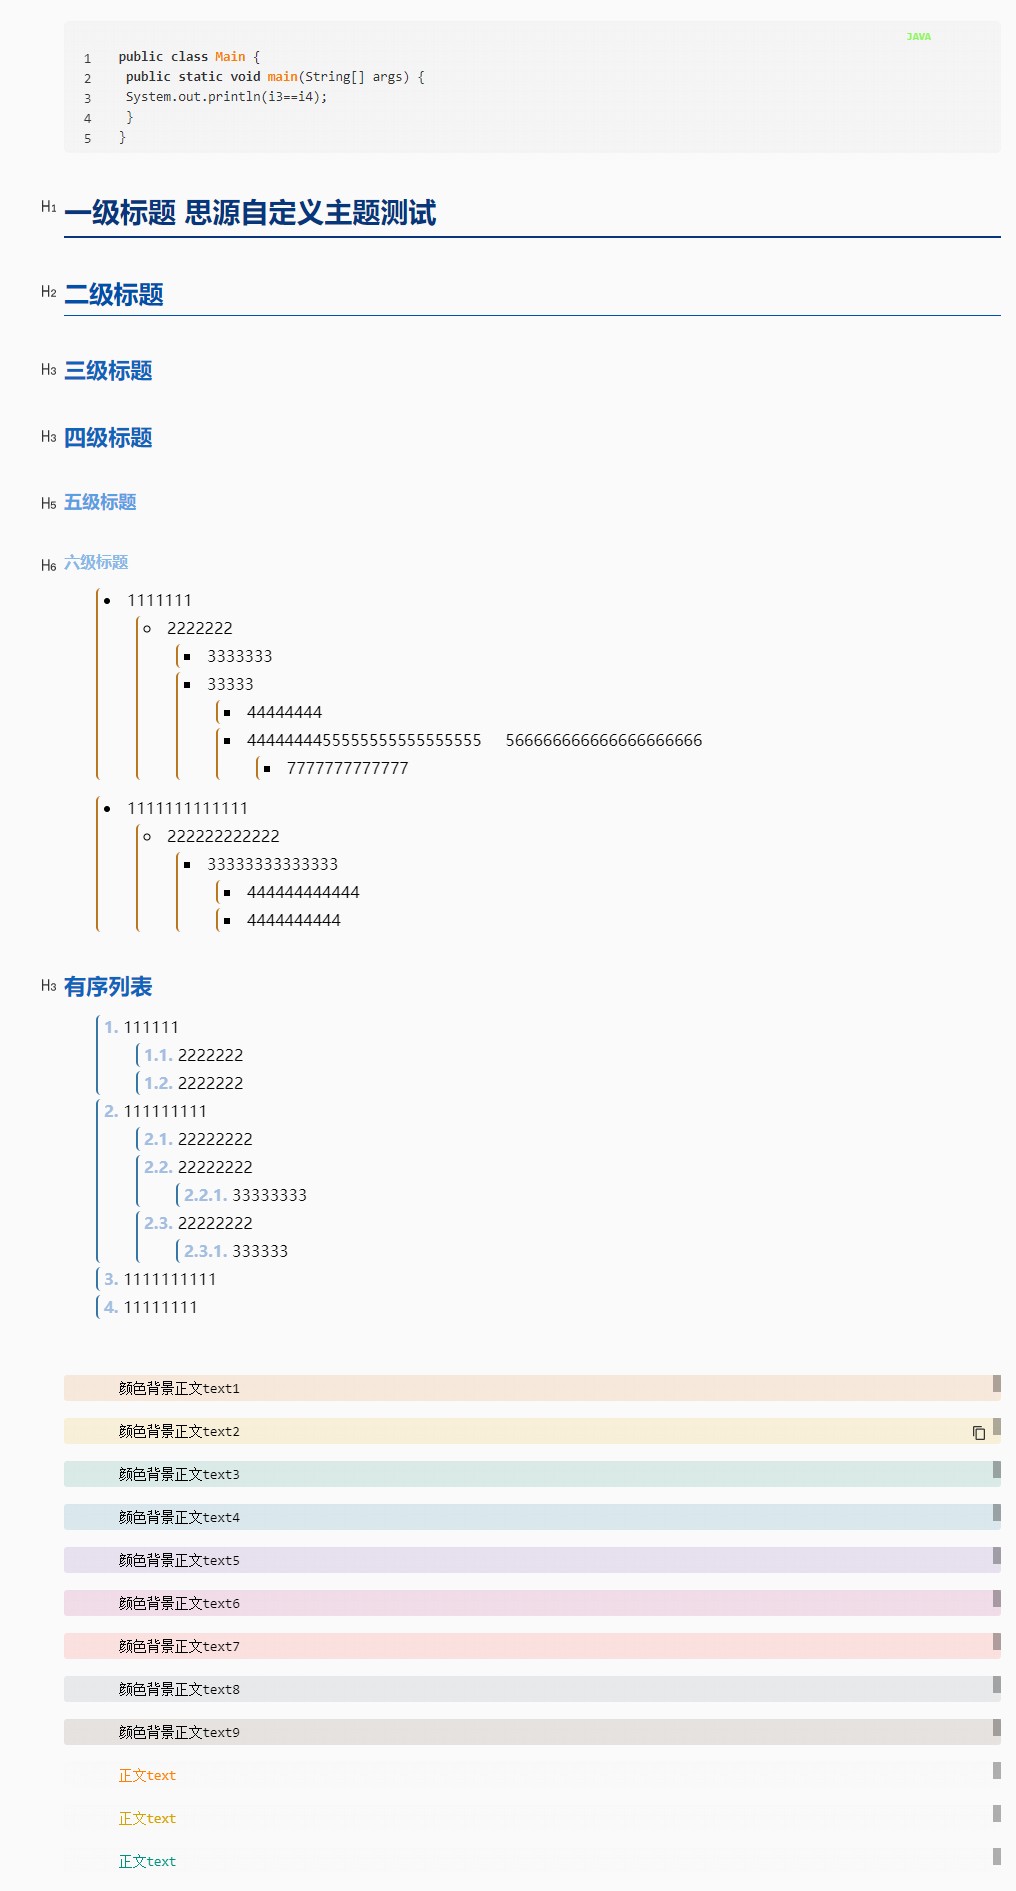 JAVA
1 public class Main {
2 public static void main(String[] args) {
3 System.out.println(i3==i4);
4 }
5 }
H1 一级标题 思源自定义主题测试
H2 二级标题
H3 三级标题
H3 四级标题
H5 五级标题
H6 六级标题
1111111
2222222
3333333
33333
44444444
444444445555555555555555 566666666666666666666
7777777777777
1111111111111
222222222222
33333333333333
444444444444
4444444444
H3 有序列表
1. 111111
1.1. 2222222
1.2. 2222222
2. 111111111
2.1. 22222222
2.2. 22222222
2.2.1. 33333333
2.3. 22222222
2.3.1. 333333
3. 1111111111
4. 11111111
颜色背景正文text1
颜色背景正文text2
颜色背景正文text3
颜色背景正文text4
颜色背景正文text5
颜色背景正文text6
颜色背景正文text7
颜色背景正文text8
颜色背景正文text9
正文text
正文text
正文text